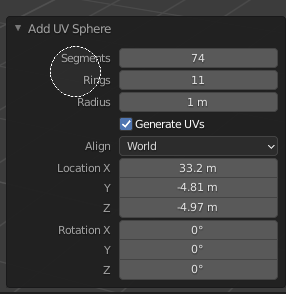 Add UV Sphere
Segments 74
Rings 11
Radius 1 m
Generate UVs
Align World
Location X 33.2 m
Y -4.81 m
Z -4.97 m
Rotation X 0°
Y 0°
Z 0°